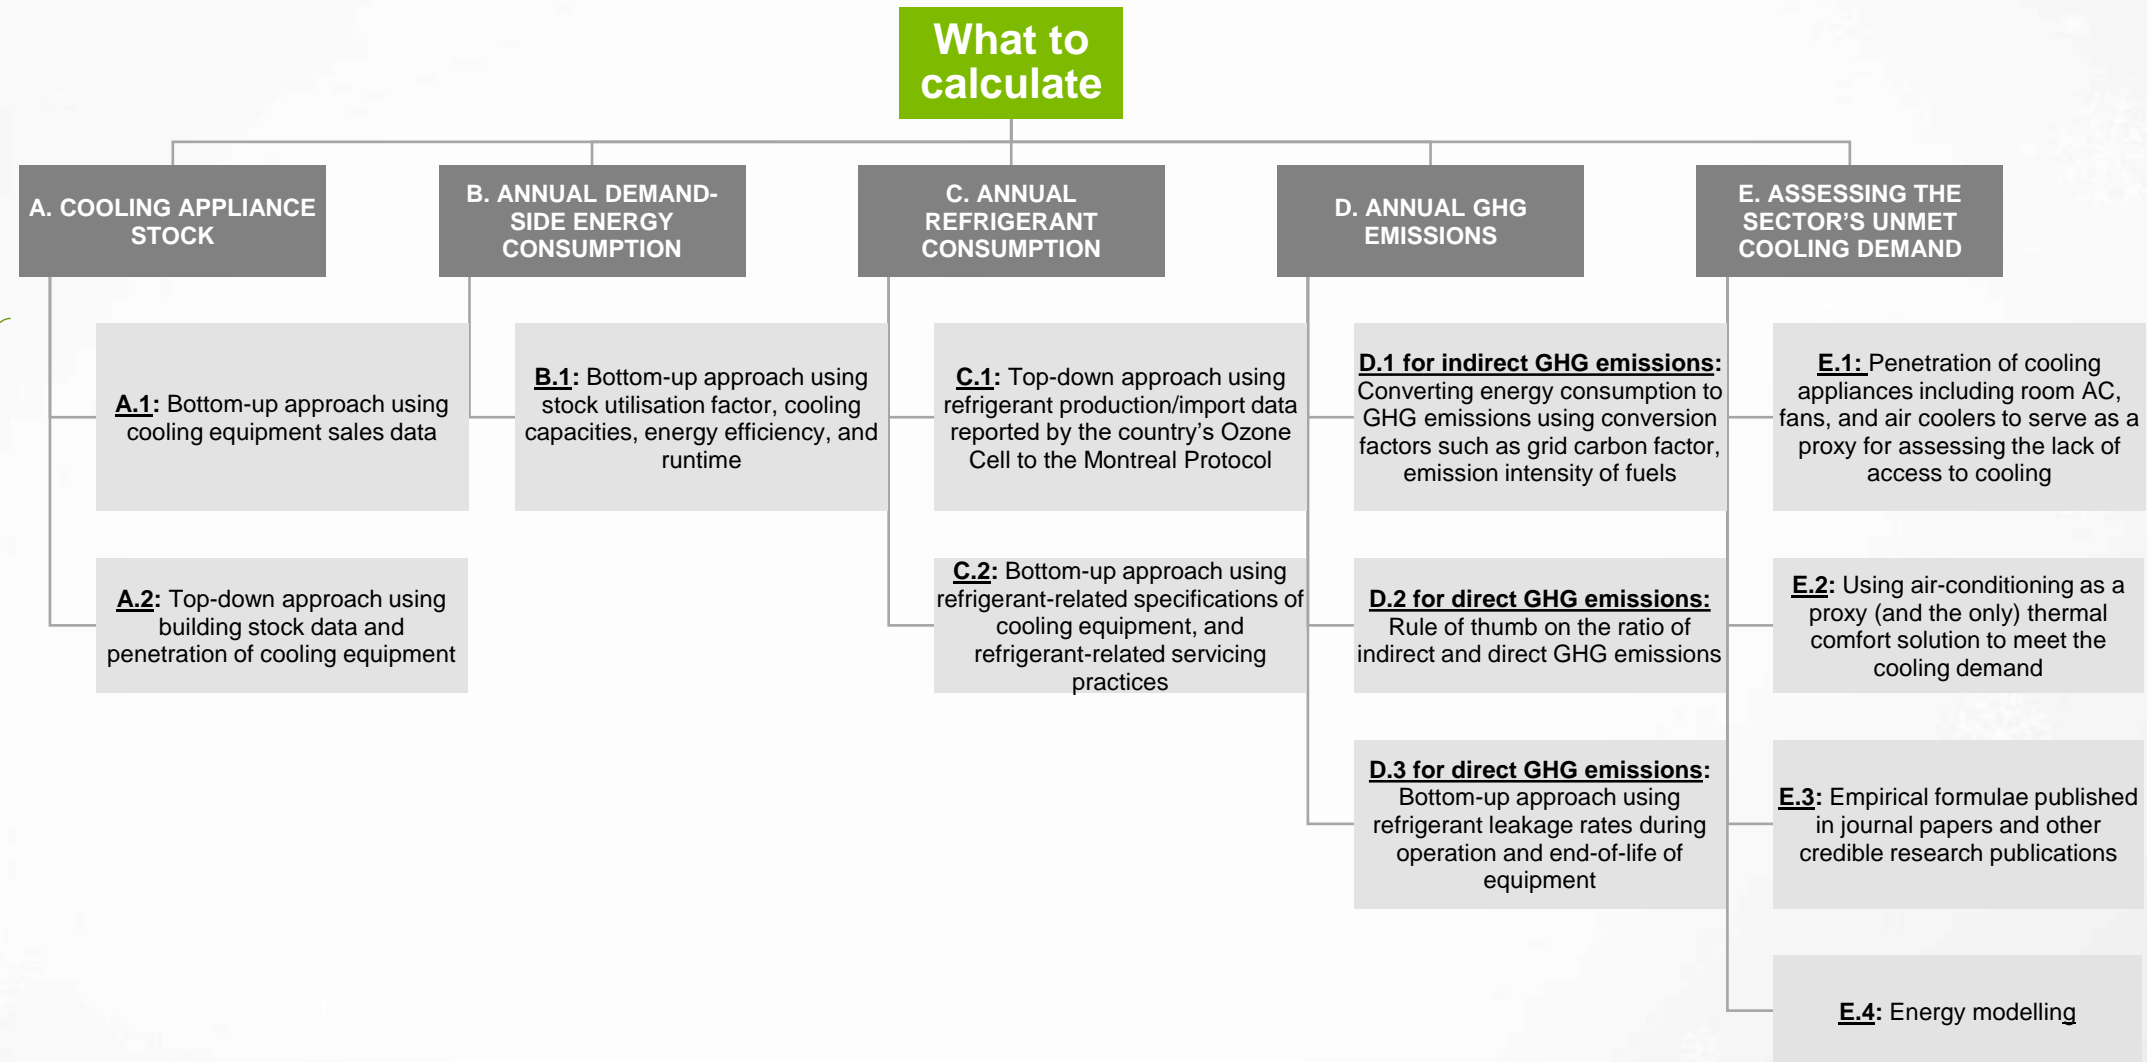 What to
calculate
A. COOLING APPLIANCE
STOCK
A.1: Bottom-up approach using
cooling equipment sales data
A.2: Top-down approach using
building stock data and
penetration of cooling equipment
B. ANNUAL DEMAND-
SIDE ENERGY
CONSUMPTION
B.1: Bottom-up approach using
stock utilisation factor, cooling
capacities, energy efficiency, and
runtime
C. ANNUAL
REFRIGERANT
CONSUMPTION
C.1: Top-down approach using
refrigerant production/import data
reported by the country’s Ozone
Cell to the Montreal Protocol
C.2: Bottom-up approach using
refrigerant-related specifications of
cooling equipment, and
refrigerant-related servicing
practices
D. ANNUAL GHG
EMISSIONS
D.1 for indirect GHG emissions:
Converting energy consumption to
GHG emissions using conversion
factors such as grid carbon factor,
emission intensity of fuels
D.2 for direct GHG emissions:
Rule of thumb on the ratio of
indirect and direct GHG emissions
D.3 for direct GHG emissions:
Bottom-up approach using
refrigerant leakage rates during
operation and end-of-life of
equipment
E. ASSESSING THE
SECTOR’S UNMET
COOLING DEMAND
E.1: Penetration of cooling
appliances including room AC,
fans, and air coolers to serve as a
proxy for assessing the lack of
access to cooling
E.2: Using air-conditioning as a
proxy (and the only) thermal
comfort solution to meet the
cooling demand
E.3: Empirical formulae published
in journal papers and other
credible research publications
E.4: Energy modelling